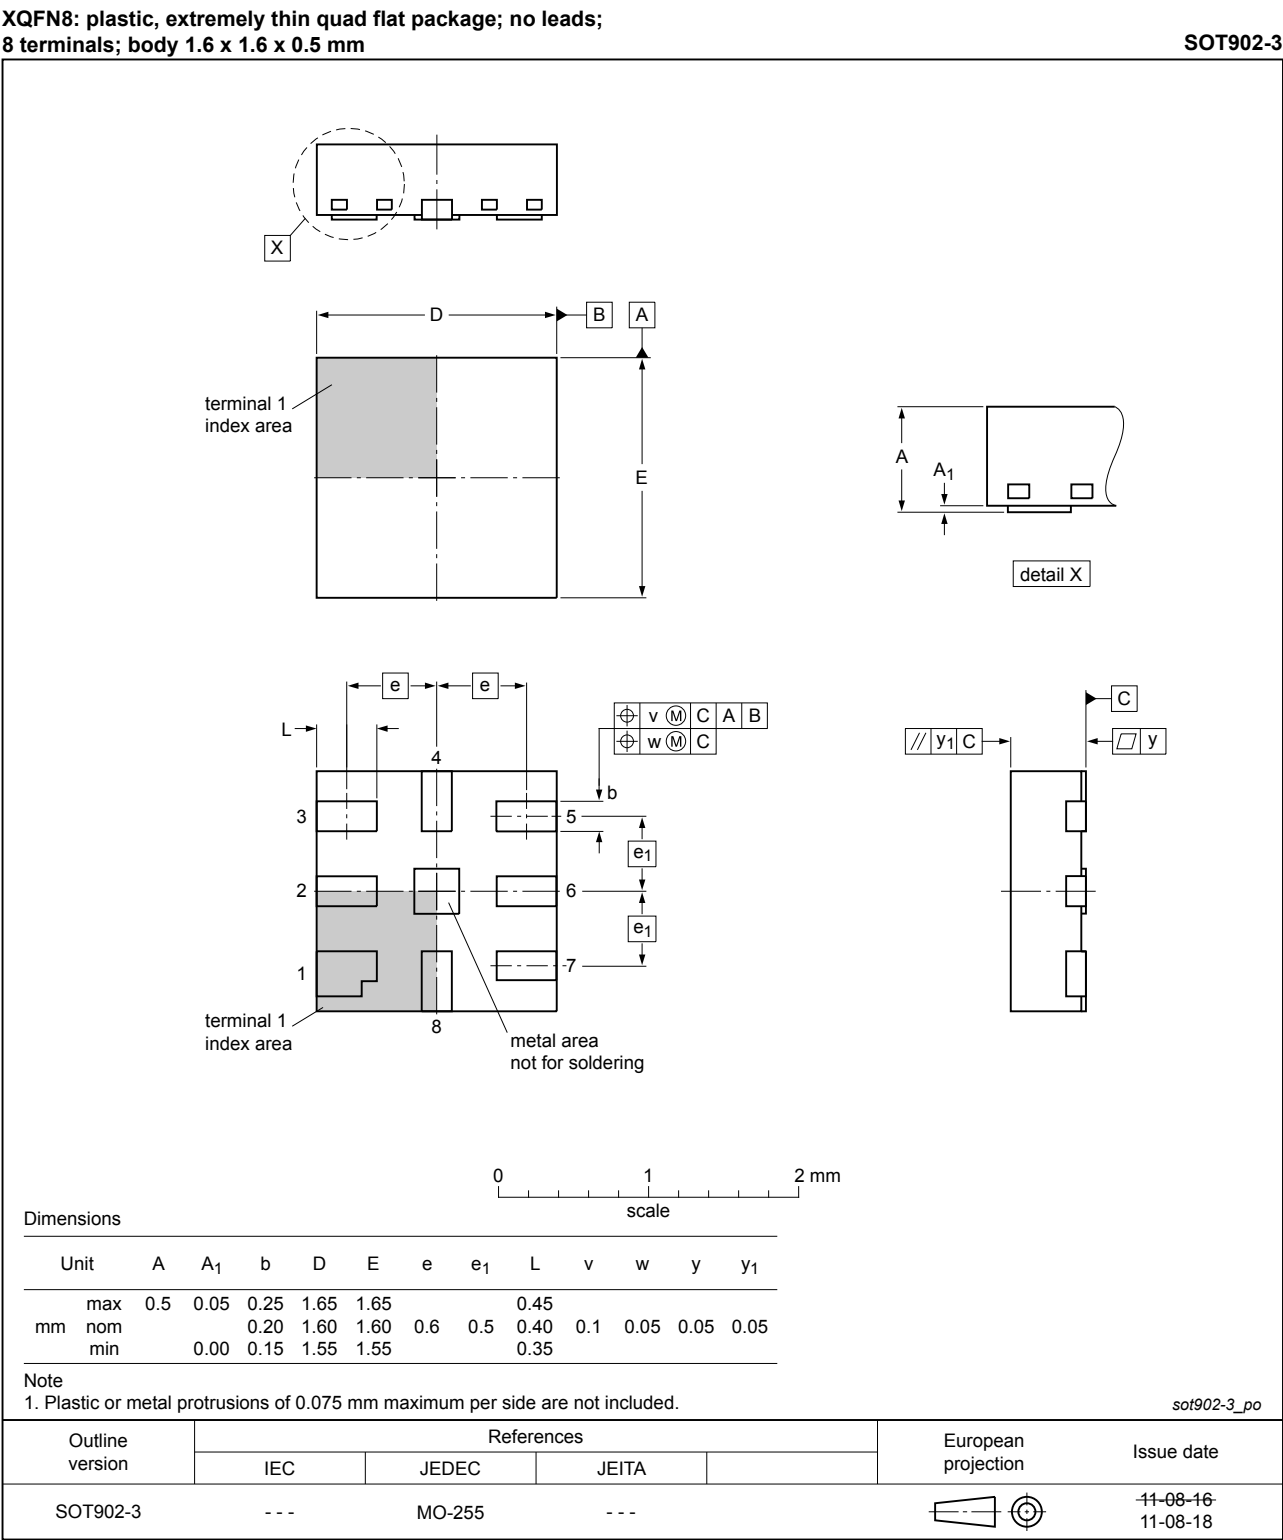 XQFN8: plastic, extremely thin quad flat package; no leads;
8 terminals; body 1.6 x 1.6 x 0.5 mm
SOT902-3
X
D
B
A
terminal 1
index area
E
A
A1
detail X
e
e
L
v M C A B
w M C
C
// y1 C
y
4
b
3
5
e1
2
6
e1
1
7
terminal 1
index area
8
metal area
not for soldering
0 1 2 mm
scale
Dimensions
Unit A A1 b D E e e1 L v w y y1
max 0.5 0.05 0.25 1.65 1.65 0.45
mm nom 0.20 1.60 1.60 0.6 0.5 0.40 0.1 0.05 0.05 0.05
min 0.00 0.15 1.55 1.55 0.35
Note
1. Plastic or metal protrusions of 0.075 mm maximum per side are not included.
sot902-3_po
Outline
version
References
IEC JEDEC JEITA
European
projection
Issue date
SOT902-3 - - - MO-255 - - -
11-08-16
11-08-18